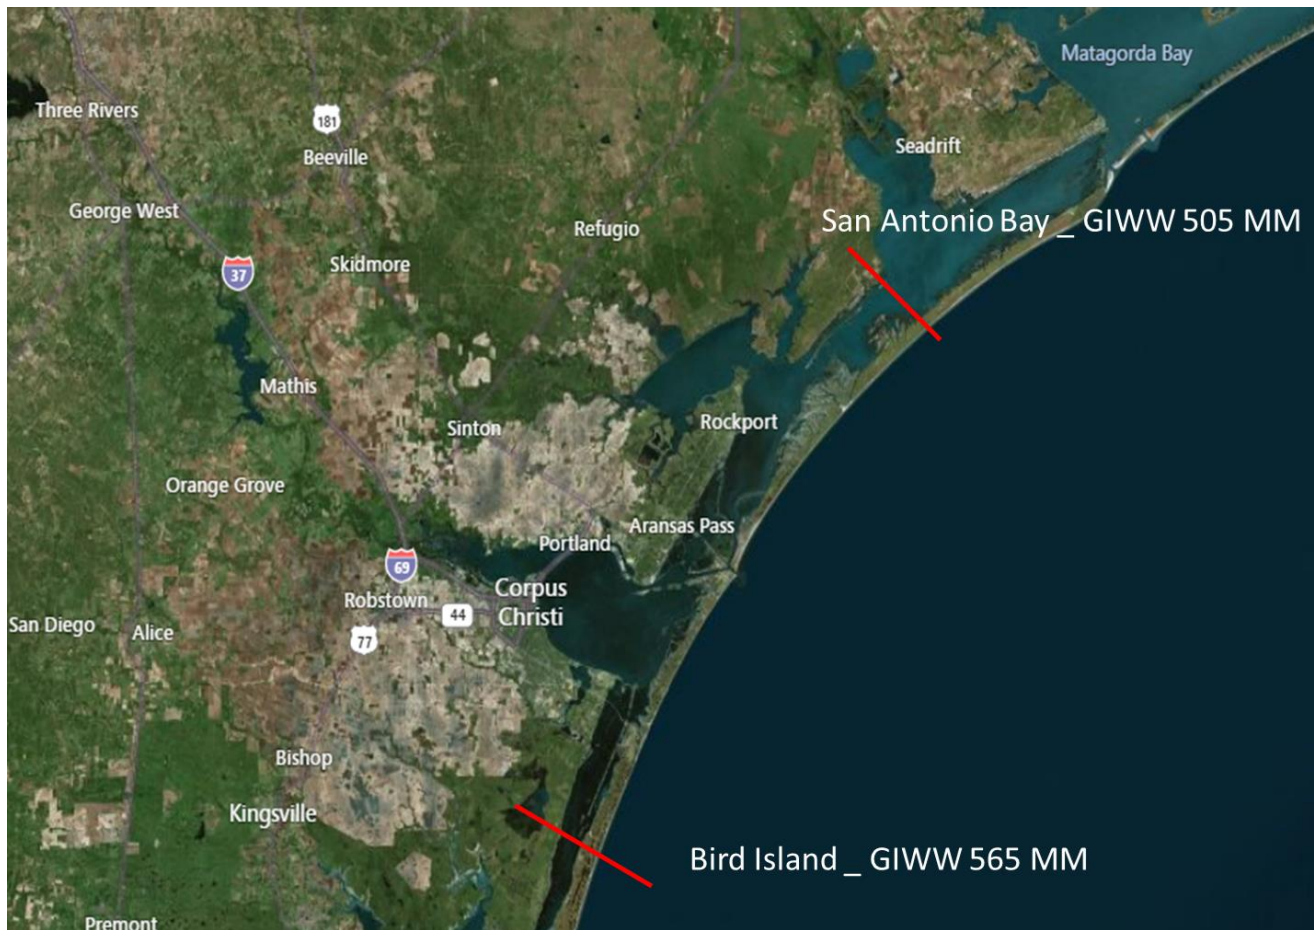 Matagorda Bay
Three Rivers
181
Seadrift
Beeville
George West
San Antonio Bay _ GIWW 505 MM
Refugio
Skidmore
37
Mathis
Rockport
Sinton
Orange Grove
Aransas Pass
Portland
69
Corpus
Christi
Robstown
44
San Diego
Alice
77
Bishop
Kingsville
Bird Island _ GIWW 565 MM
Premont